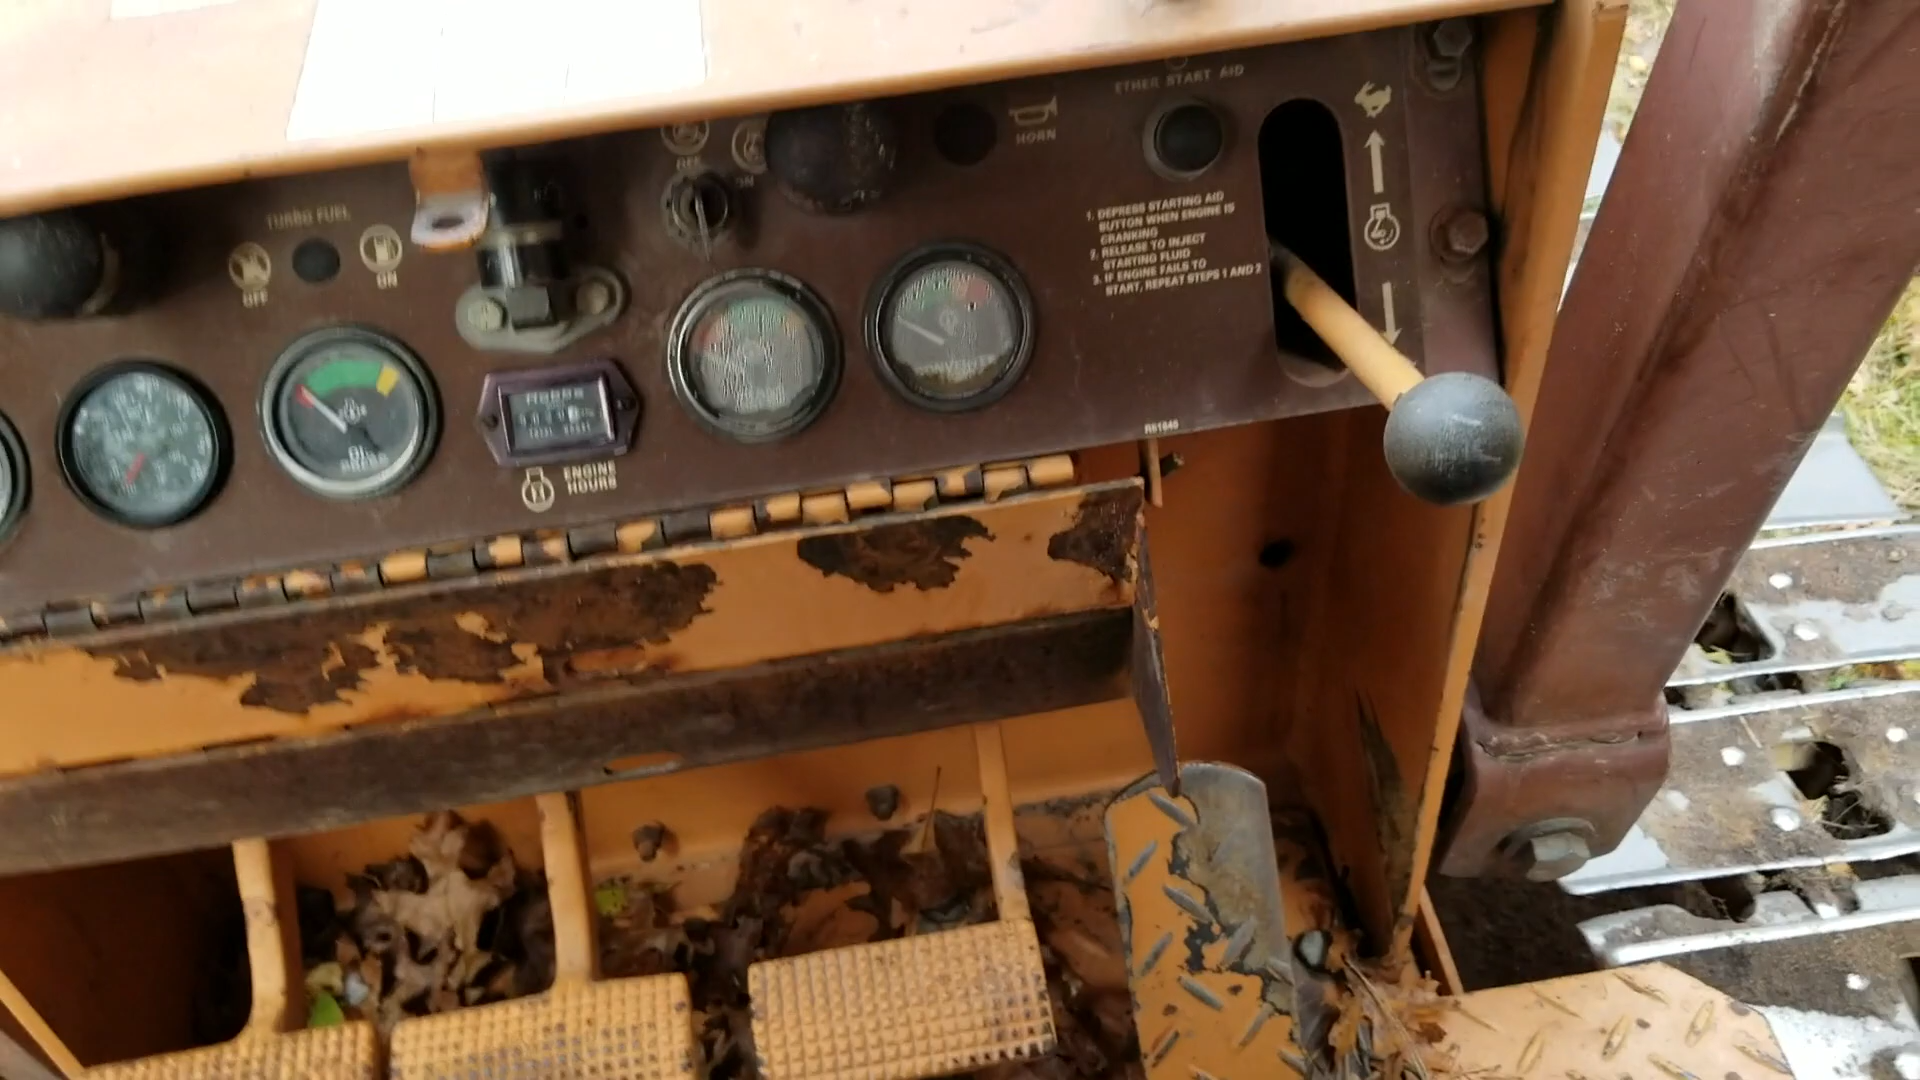 ETHER START AID
HORN
OFF
ON
TURBO FUEL
OFF
ON
1. DEPRESS STARTING AID
BUTTON WHEN ENGINE IS
CRANKING
2. RELEASE TO INJECT
STARTING FLUID
3. IF ENGINE FAILS TO
START, REPEAT STEPS 1 AND 2
OIL
PRESS
HOBBS
CONVERTER
R51845
ENGINE
HOURS